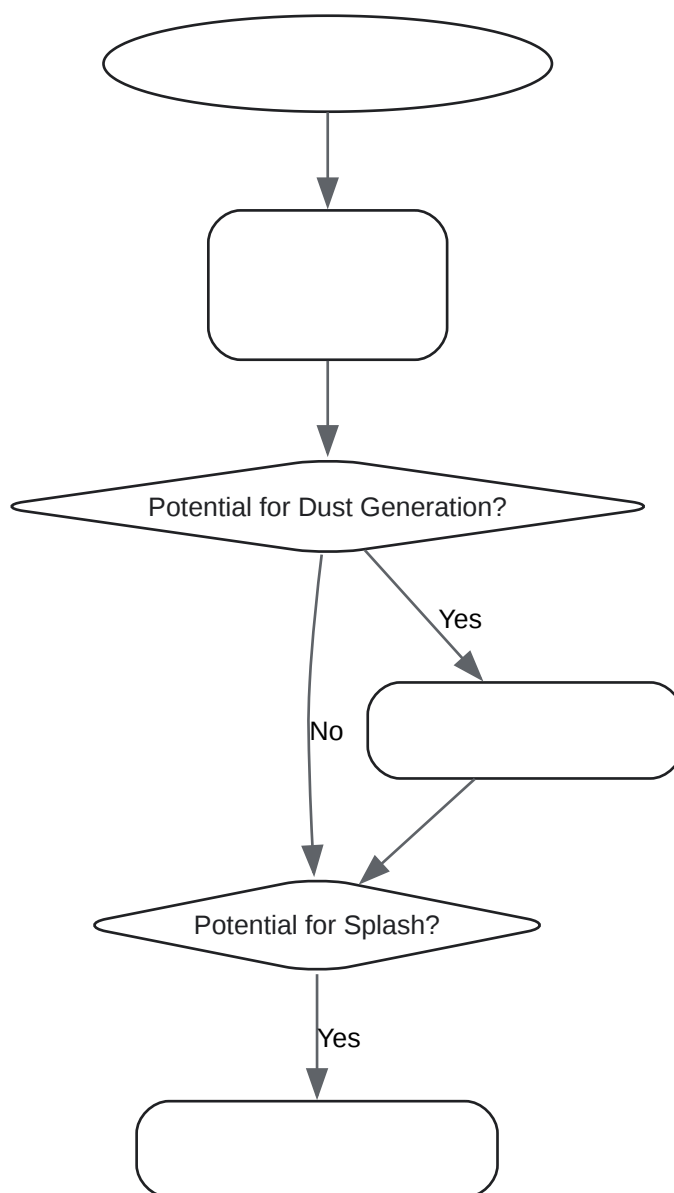 Potential for Dust Generation?
Yes
No
Potential for Splash?
Yes